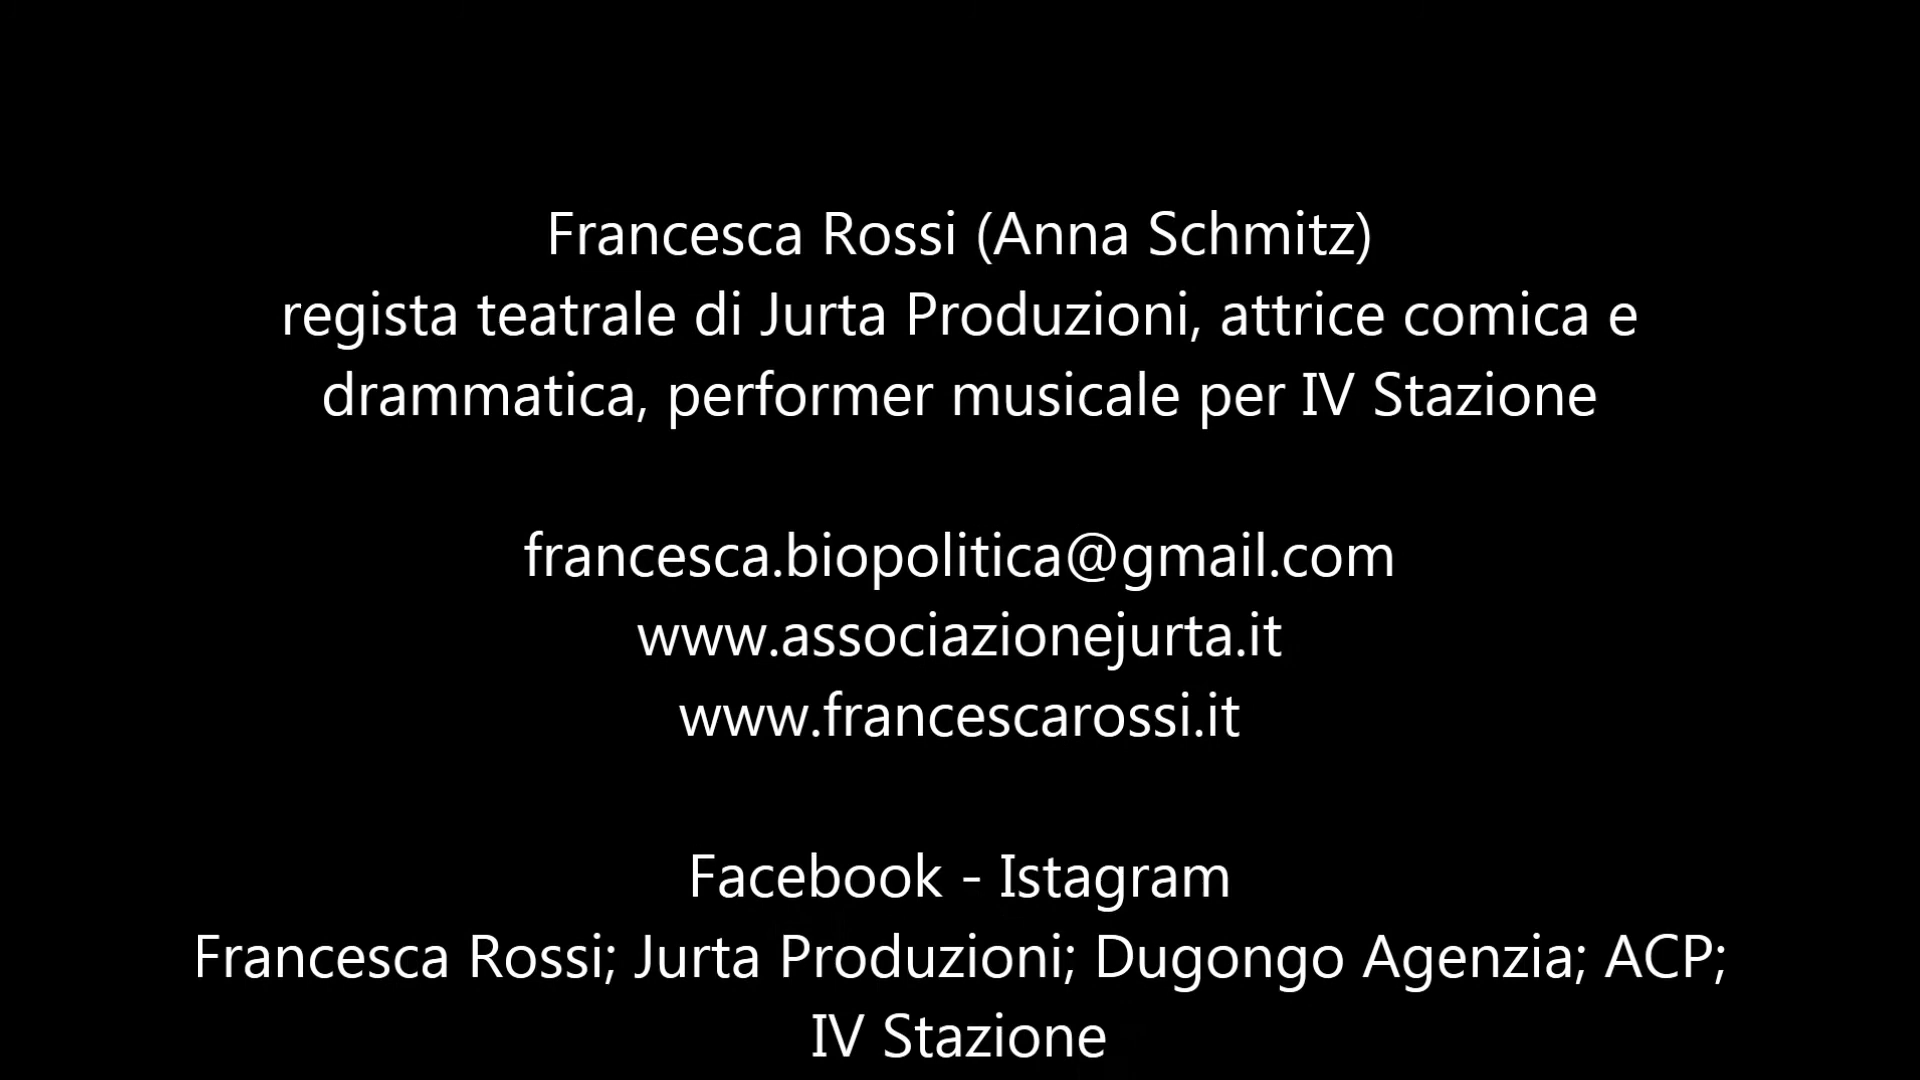 Francesca Rossi (Anna Schmitz)
regista teatrale di Jurta Produzioni, attrice comica e
drammatica, performer musicale per IV Stazione
francesca.biopolitica@gmail.com
www.associazionejurta.it
www.francescarossi.it
Facebook - Istagram
Francesca Rossi; Jurta Produzioni; Dugongo Agenzia; ACP;
IV Stazione